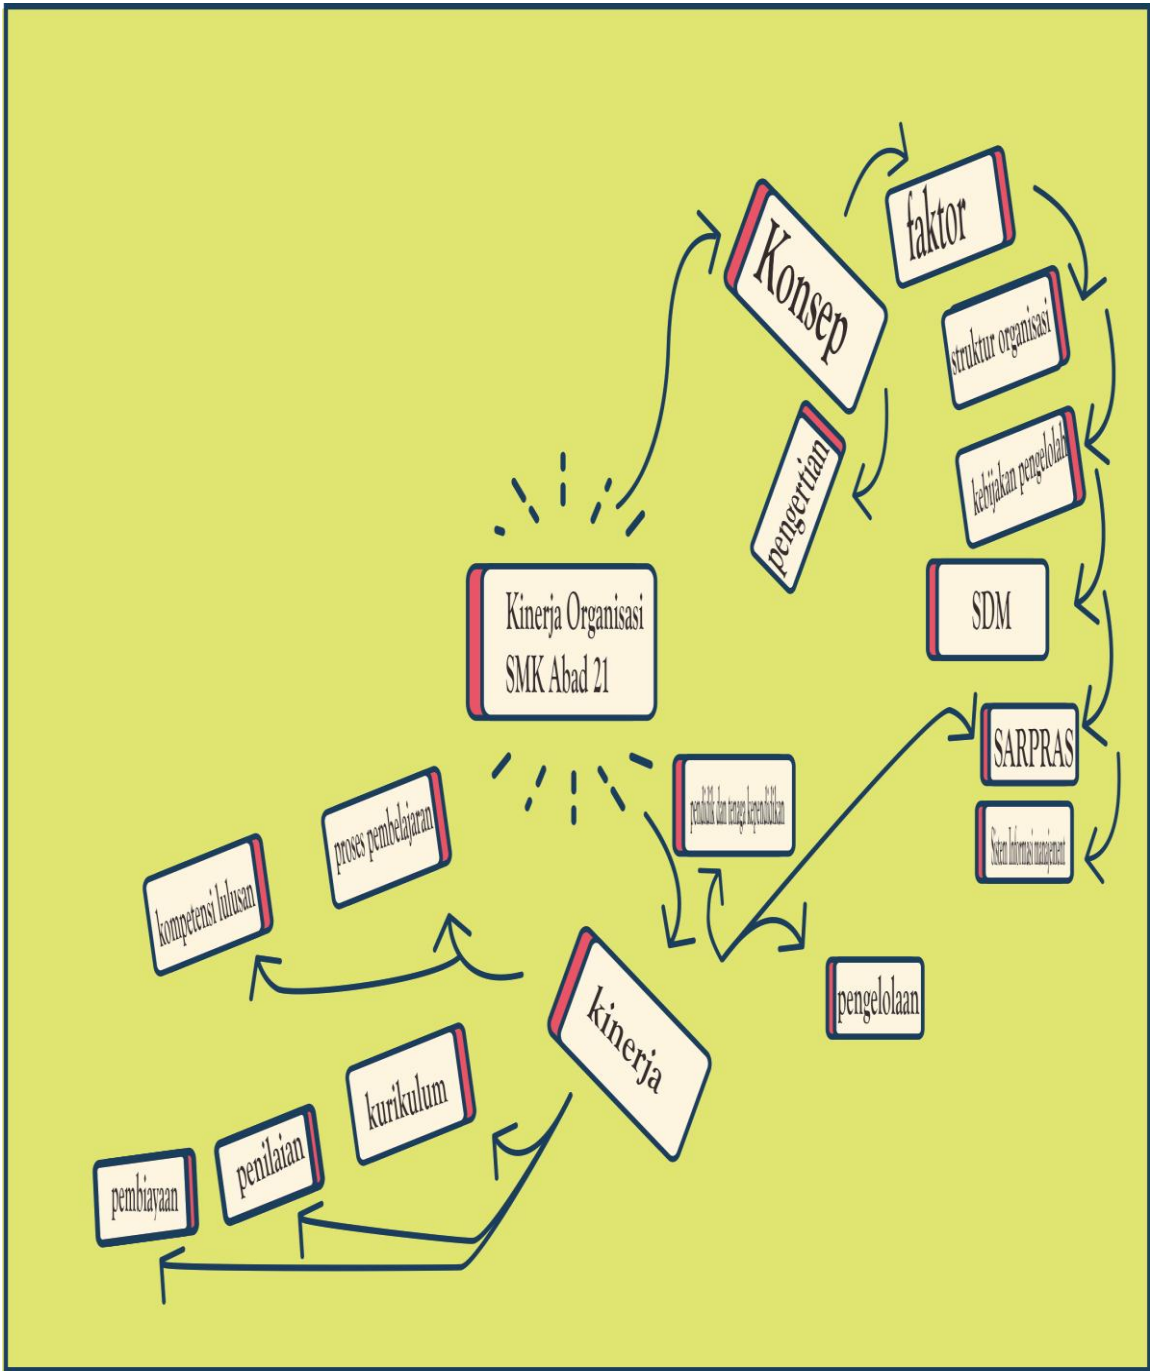 Konsep
faktor
struktur organisasi
kebijakan pengelolah
pengertian
SDM
Kinerja Organisasi
SMK Abad 21
SARPRAS
Sistem Informasi manajement
pendidik dan tenaga kependidikan
proses pembelajaran
kompetensi lulusan
pengelolaan
kinerja
kurikulum
penilaian
pembiayaan